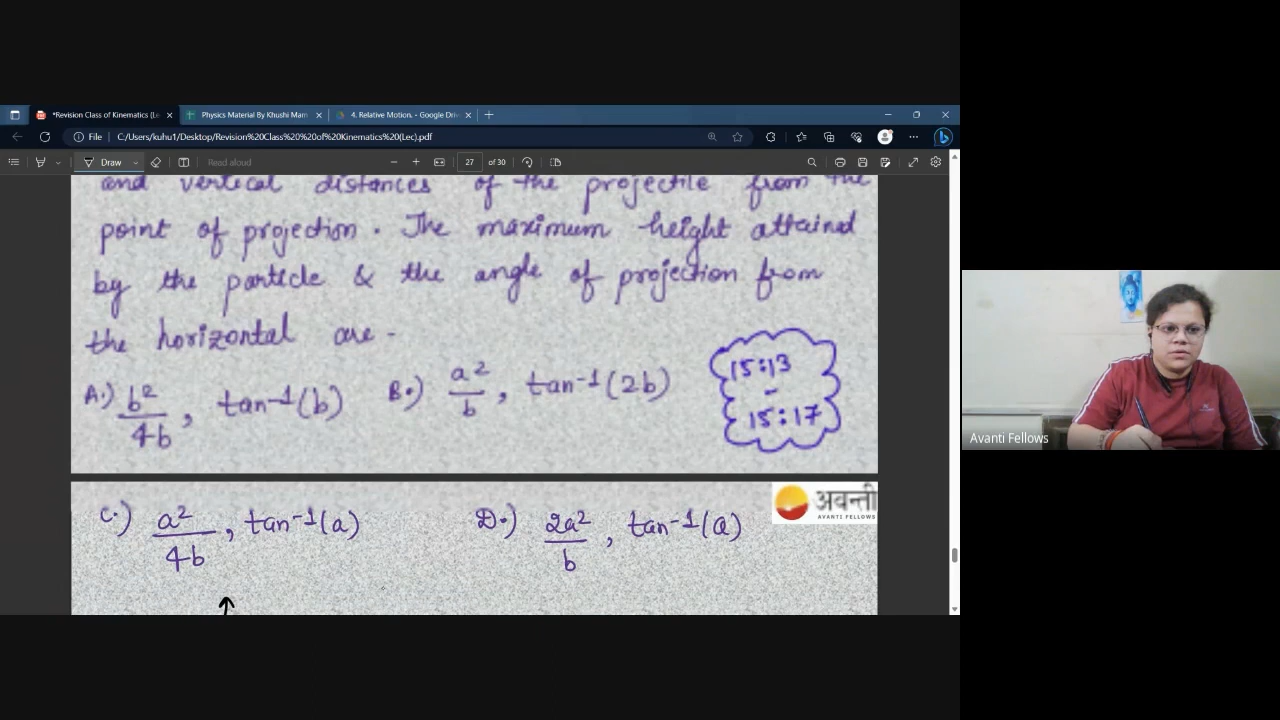 *Revision Class of Kinematics (Le
Physics Material By Khushi Mam
4. Relative Motion. - Google Driv
File
C:/Users/kuhu1/Desktop/Revision%20Class%20%20of%20Kinematics%20(Lec).pdf
Draw
Read aloud
27 of 30
and vertical distances of the projectile from the
point of projection. The maximum height attained
by the particle & the angle of projection from
the horizontal are -
A.) b²/4b, tan⁻¹(b) B.) a²/b, tan⁻¹(2b)
15:13
-
15:17
C.) a²/4b, tan⁻¹(a) D.) 2a²/b, tan⁻¹(a)
अवन्ती
AVANTI FELLOWS
Avanti Fellows